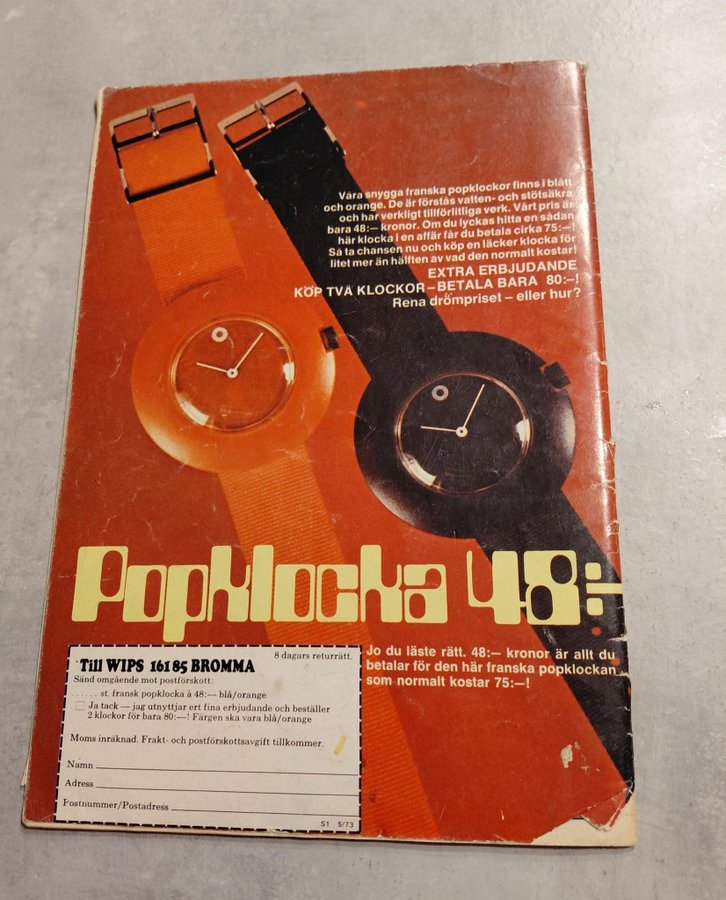 Våra snygga franska popklockor finns i blått
och orange. De är förstås vatten- och stötsäkra
och har verkligt tillförlitliga verk. Vårt pris är
bara 48:— kronor. Om du lyckas hitta en sådan
här klocka i en affär får du betala cirka 75:—!
Så ta chansen nu och köp en läcker klocka för
litet mer än hälften av vad den normalt kostar!
EXTRA ERBJUDANDE
KÖP TVÅ KLOCKOR – BETALA BARA 80:–!
Rena drömpriset – eller hur?
Popklocka 48:-
Jo du läste rätt. 48:— kronor är allt du
betalar för den här franska popklockan
som normalt kostar 75:—!
8 dagars returrätt.
Till WIPS 161 85 BROMMA
Sänd omgående mot postförskott:
...... st. fransk popklocka à 48:— blå/orange
Ja tack — jag utnyttjar ert fina erbjudande och beställer
2 klockor för bara 80:—! Färgen ska vara blå/orange
Moms inräknad. Frakt- och postförskottsavgift tillkommer.
Namn
Adress
Postnummer/Postadress
S1 5/73